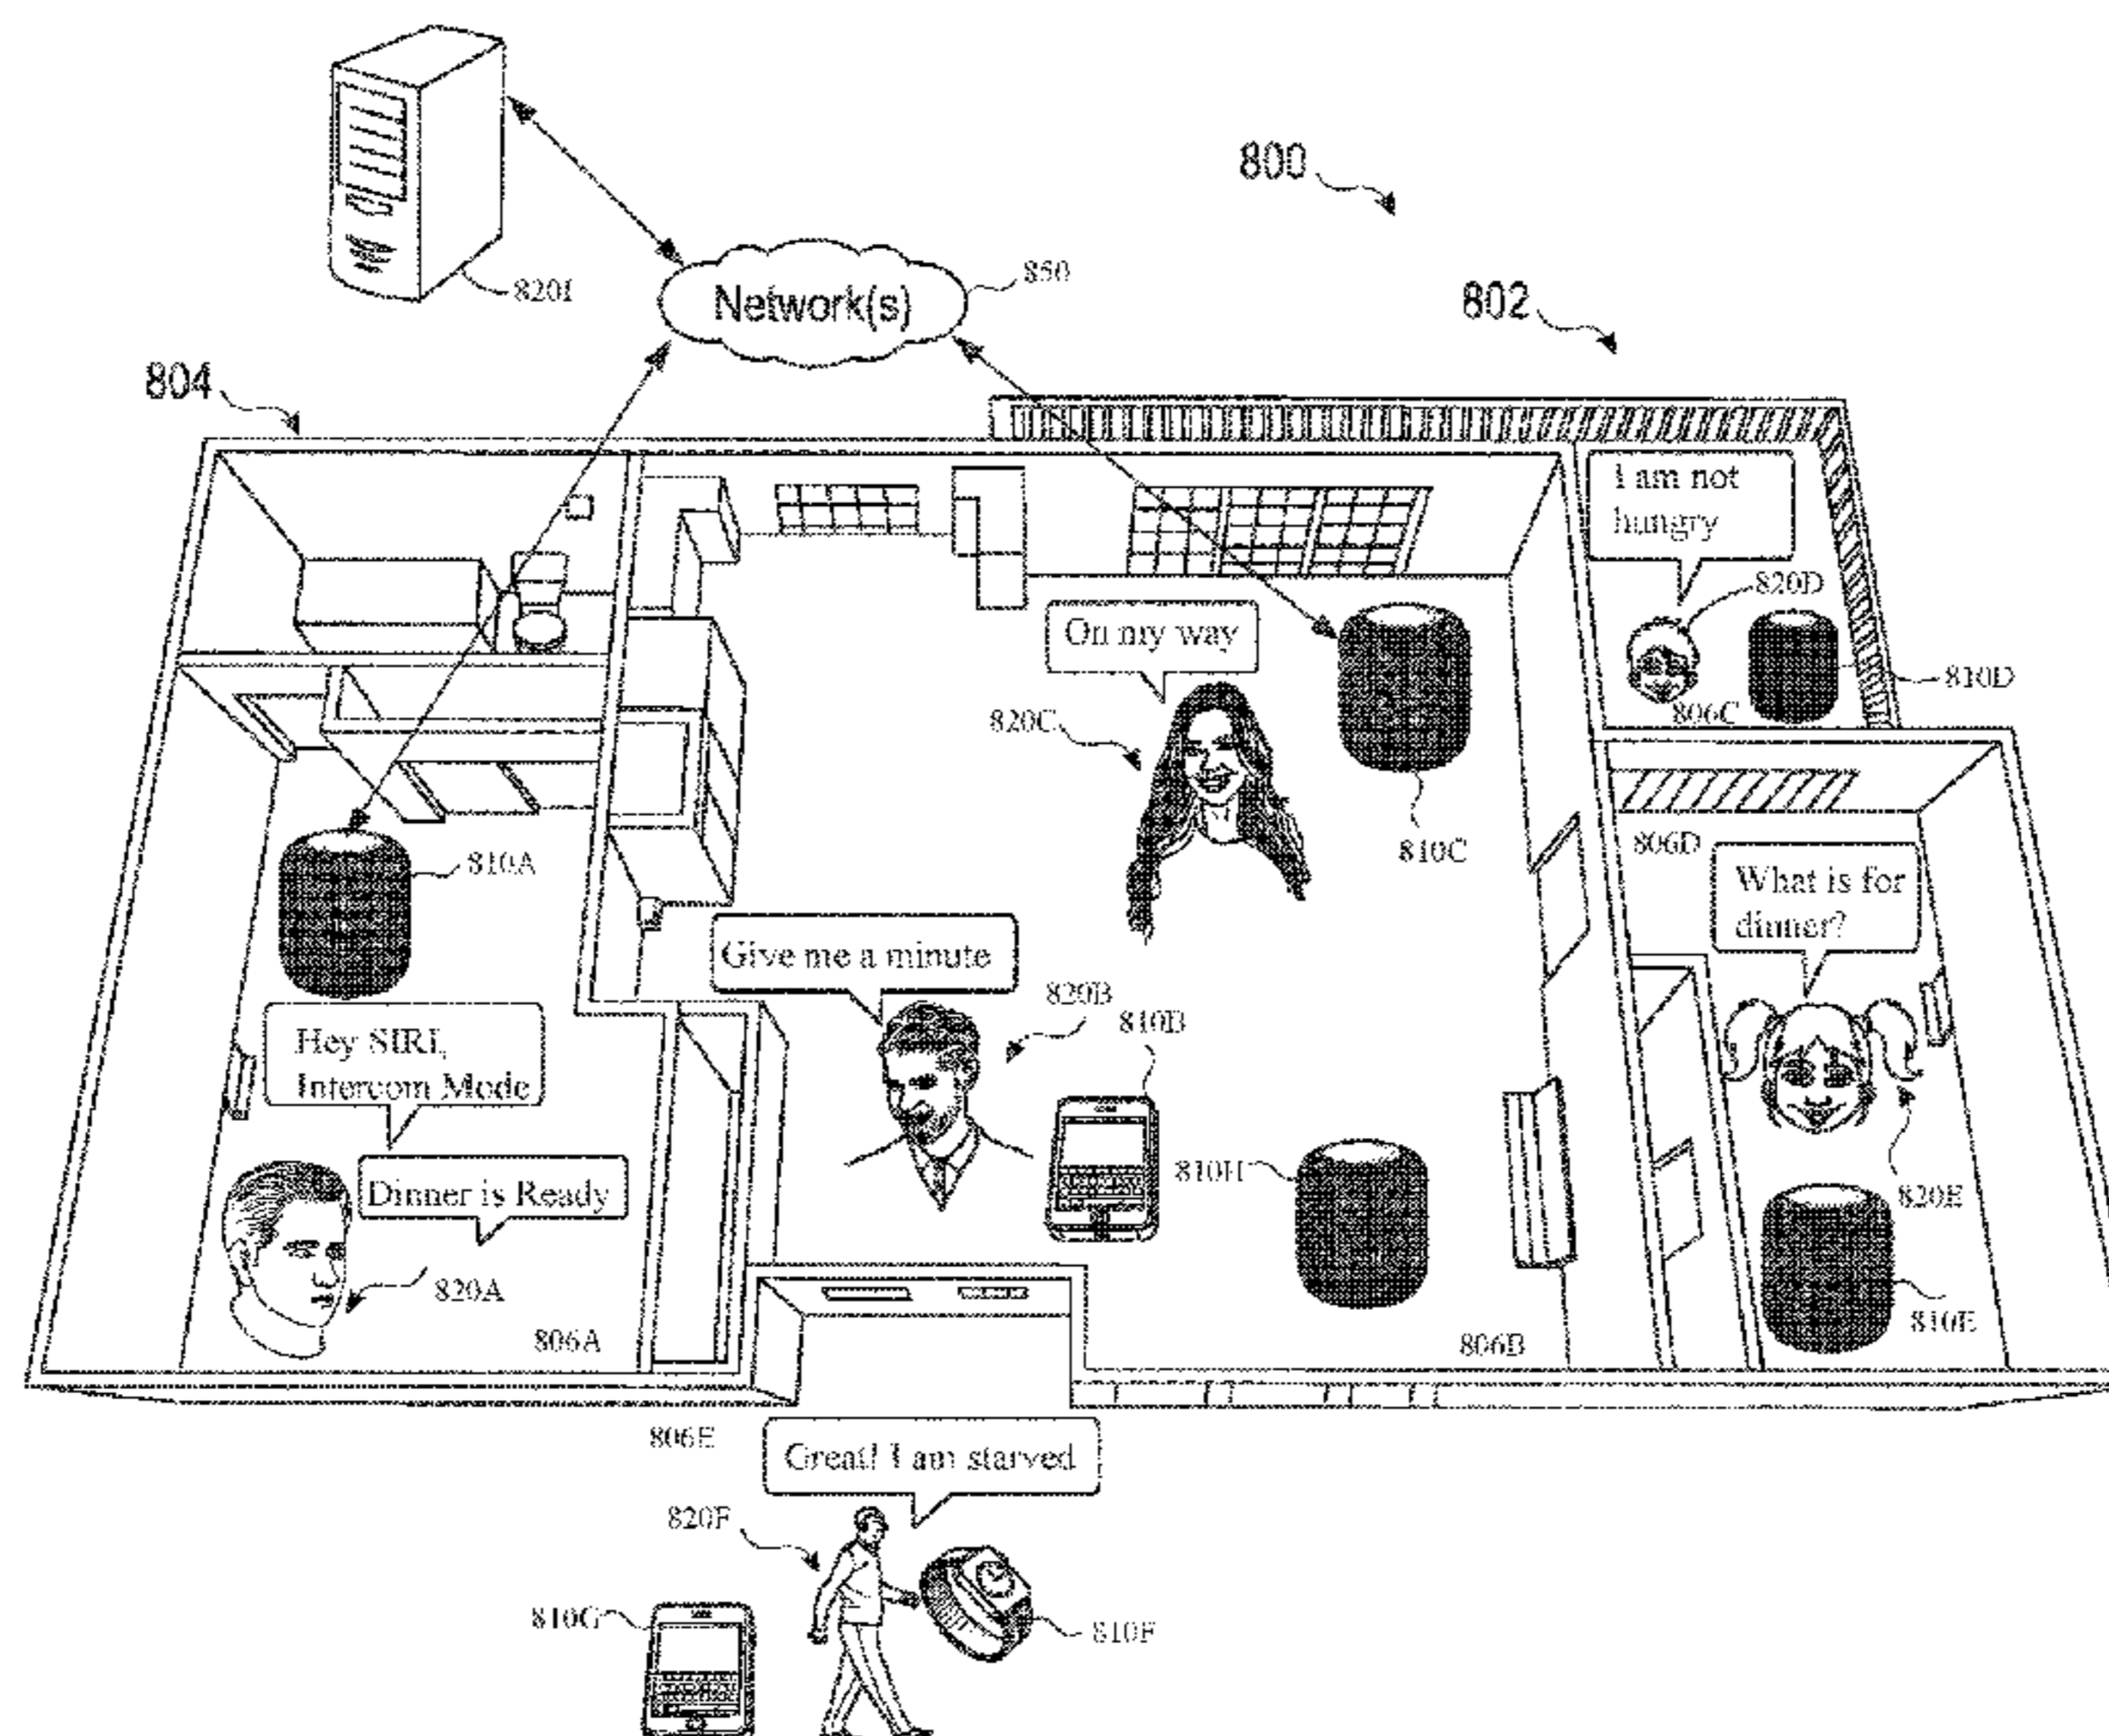 800
820I
Network(s)
850
802
804
I am not
hungry
820D
On my way
810D
820C
806C
810C
806D
810A
What is for
dinner?
Give me a minute
820B
810B
Hey SIRI,
Intercom Mode
810H
Dinner is Ready
820E
820A
810E
806A
806B
806E
Great! I am starved
820F
810G
810F